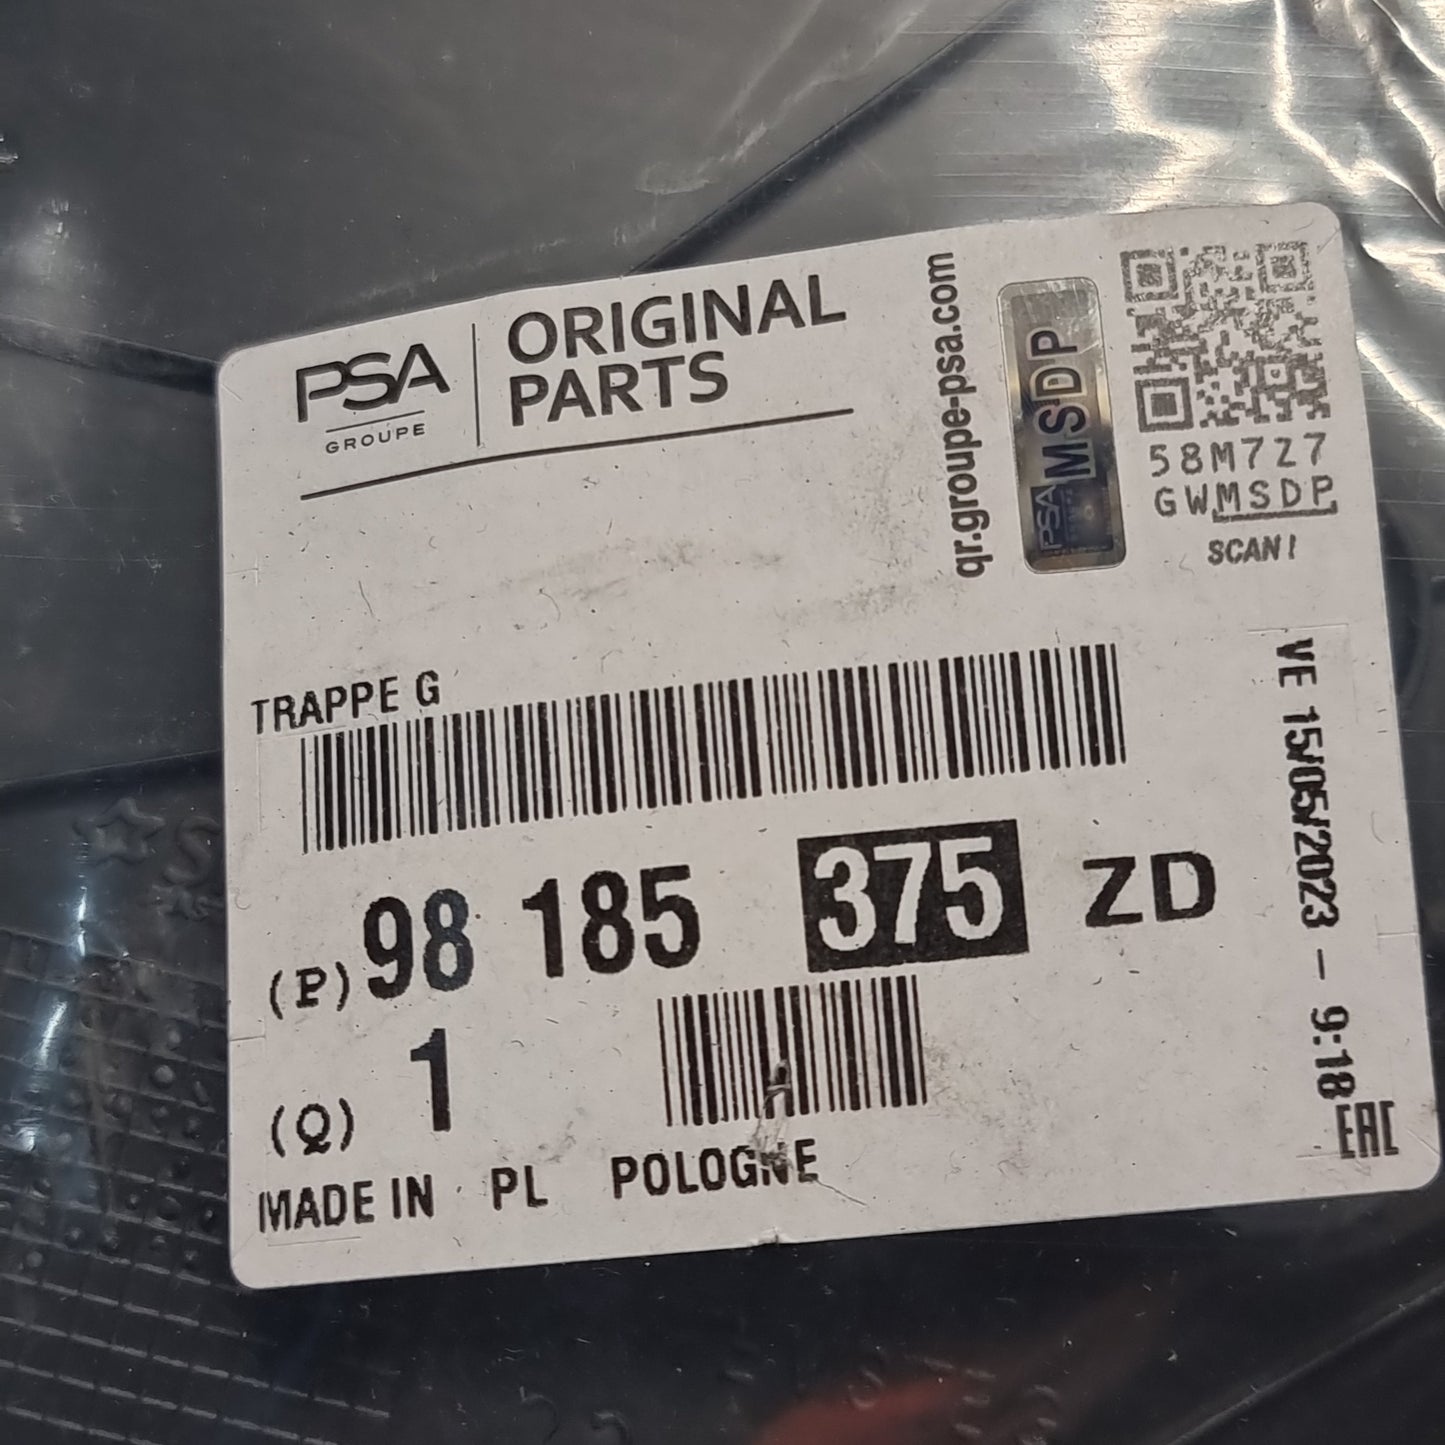 PSA
GROUPE
ORIGINAL
PARTS
qr.groupe-psa.com
PSA
MSDP
58M7Z7
GWMSDP
SCAN !
TRAPPE G
(P) 98 185 375 ZD
(Q) 1
MADE IN PL POLOGNE
VE 15/05/2023 - 9:18
EAC